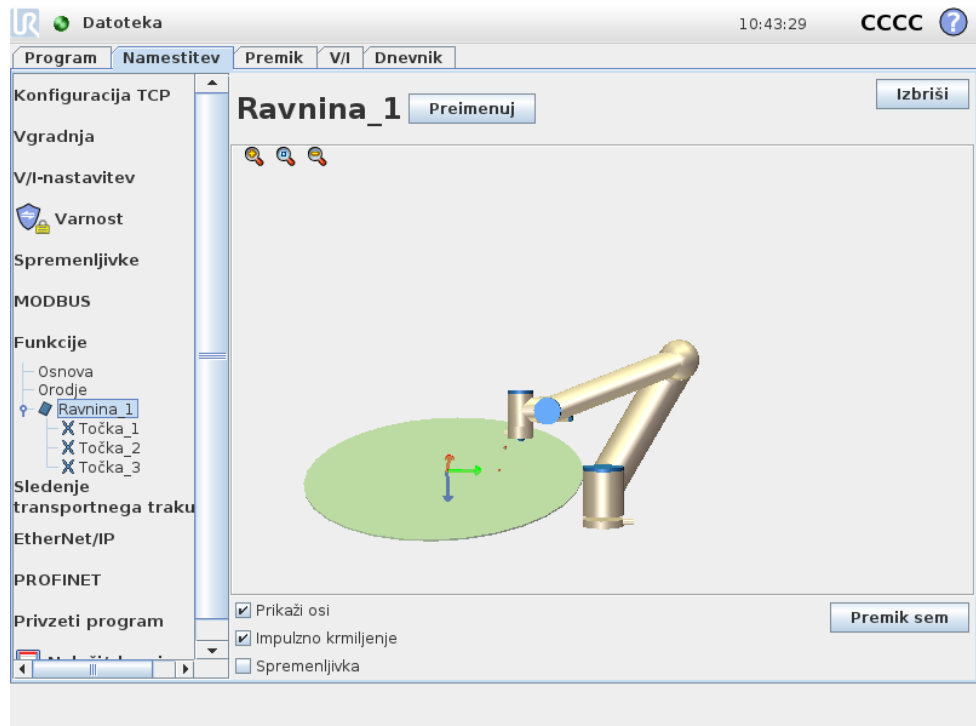 UR Datoteka 10:43:29 CCCC ?
Program Namestitev Premik V/I Dnevnik
Konfiguracija TCP
Vgradnja
V/I-nastavitev
Varnost
Spremenljivke
MODBUS
Funkcije
Osnova
Orodje
Ravnina_1
Točka_1
Točka_2
Točka_3
Sledenje
transportnega traku
EtherNet/IP
PROFINET
Privzeti program
Ravnina_1 Preimenuj Izbriši
Prikaži osi
Impulzno krmiljenje
Spremenljivka
Premik sem